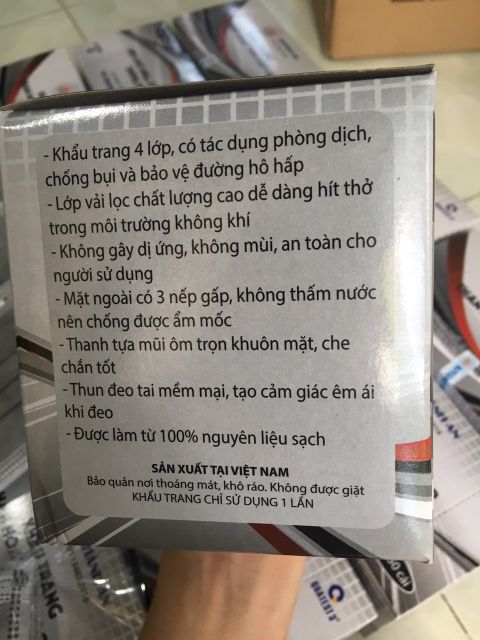 - Khẩu trang 4 lớp, có tác dụng phòng dịch,
chống bụi và bảo vệ đường hô hấp
- Lớp vải lọc chất lượng cao dễ dàng hít thở
trong môi trường không khí
- Không gây dị ứng, không mùi, an toàn cho
người sử dụng
- Mặt ngoài có 3 nếp gấp, không thấm nước
nên chống được ẩm mốc
- Thanh tựa mũi ôm trọn khuôn mặt, che
chắn tốt
- Thun đeo tai mềm mại, tạo cảm giác êm ái
khi đeo
- Được làm từ 100% nguyên liệu sạch
SẢN XUẤT TẠI VIỆT NAM
Bảo quản nơi thoáng mát, khô ráo. Không được giặt
KHẨU TRANG CHỈ SỬ DỤNG 1 LẦN
QUATEST 3